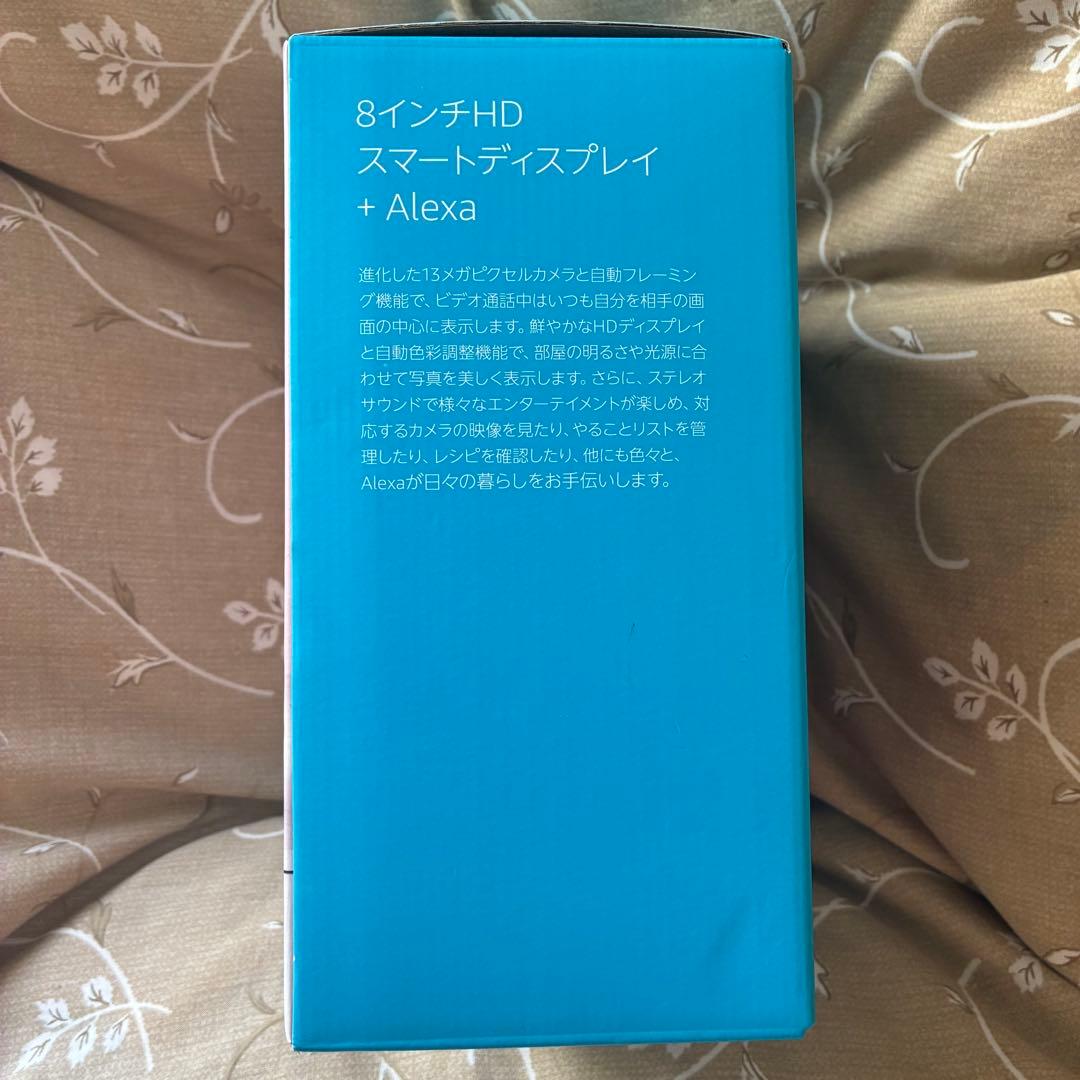 8インチHD
スマートディスプレイ
+ Alexa
進化した13メガピクセルカメラと自動フレーミン
グ機能で、ビデオ通話中はいつも自分を相手の画
面の中心に表示します。鮮やかなHDディスプレイ
と自動色彩調整機能で、部屋の明るさや光源に合
わせて写真を美しく表示します。さらに、ステレオ
サウンドで様々なエンターテイメントが楽しめ、対
応するカメラの映像を見たり、やることリストを管
理したり、レシピを確認したり、他にも色々と、
Alexaが日々の暮らしをお手伝いします。